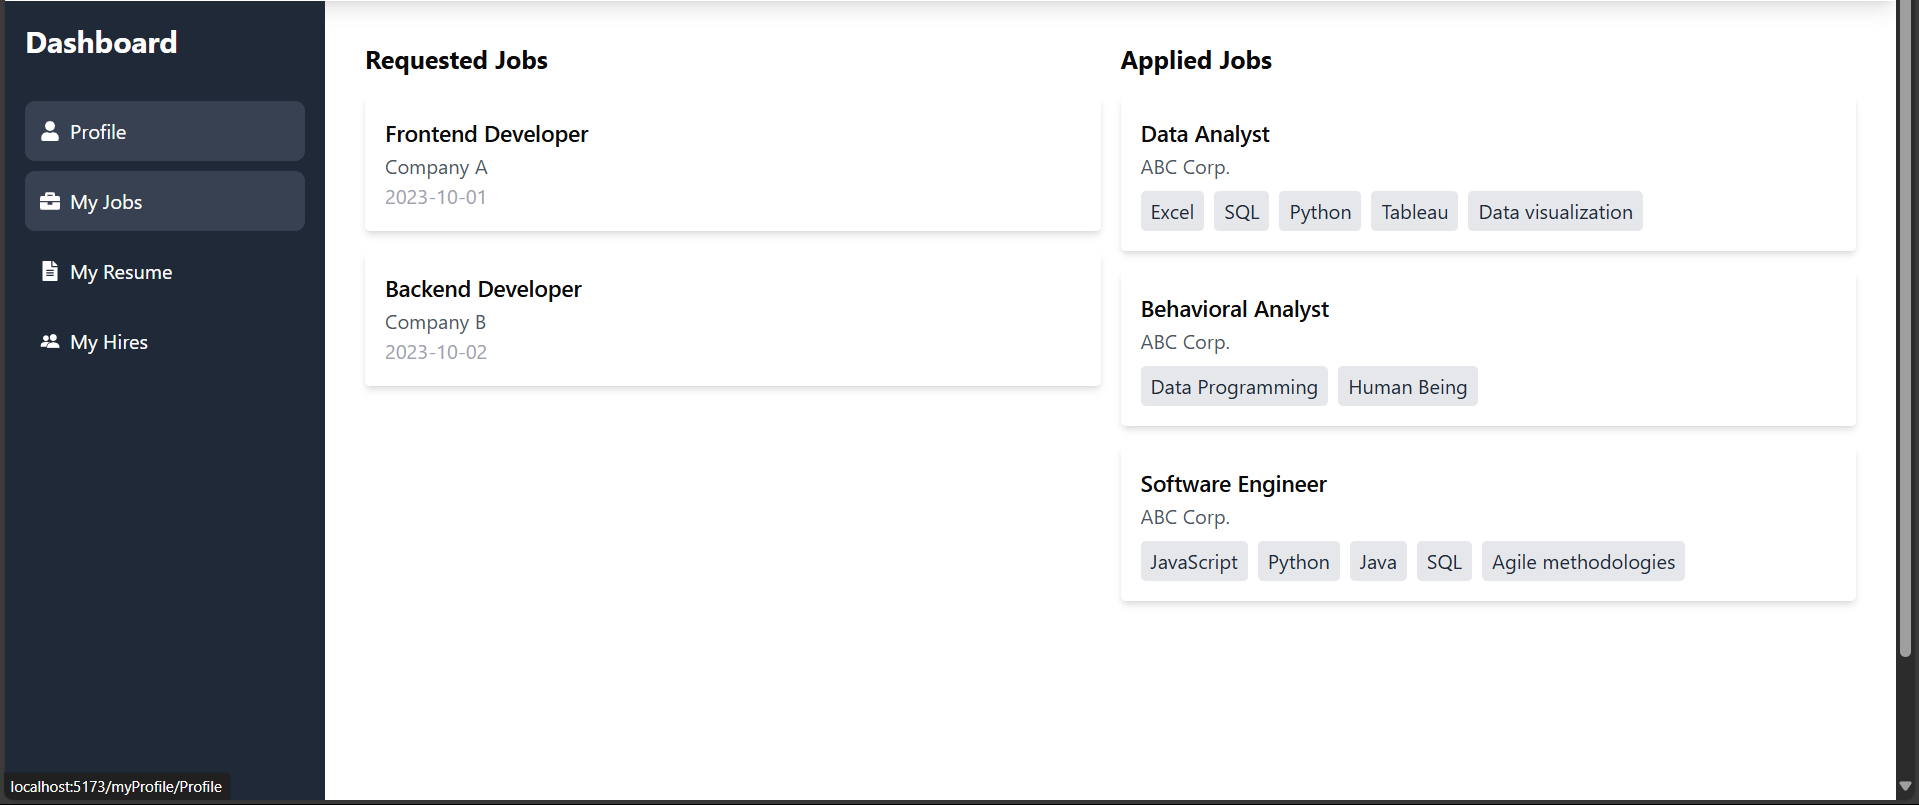 Dashboard
Profile
My Jobs
My Resume
My Hires
Requested Jobs
Frontend Developer
Company A
2023-10-01
Backend Developer
Company B
2023-10-02
Applied Jobs
Data Analyst
ABC Corp.
Excel SQL Python Tableau Data visualization
Behavioral Analyst
ABC Corp.
Data Programming Human Being
Software Engineer
ABC Corp.
JavaScript Python Java SQL Agile methodologies
localhost:5173/myProfile/Profile